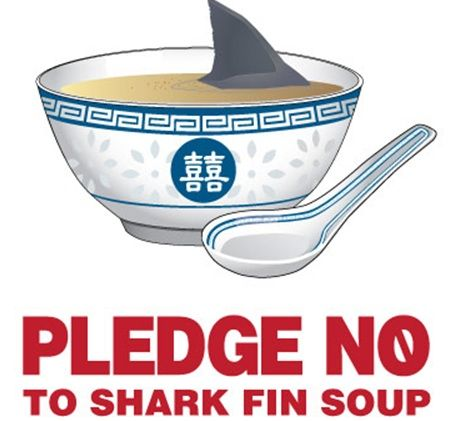 囍
PLEDGE NO
TO SHARK FIN SOUP